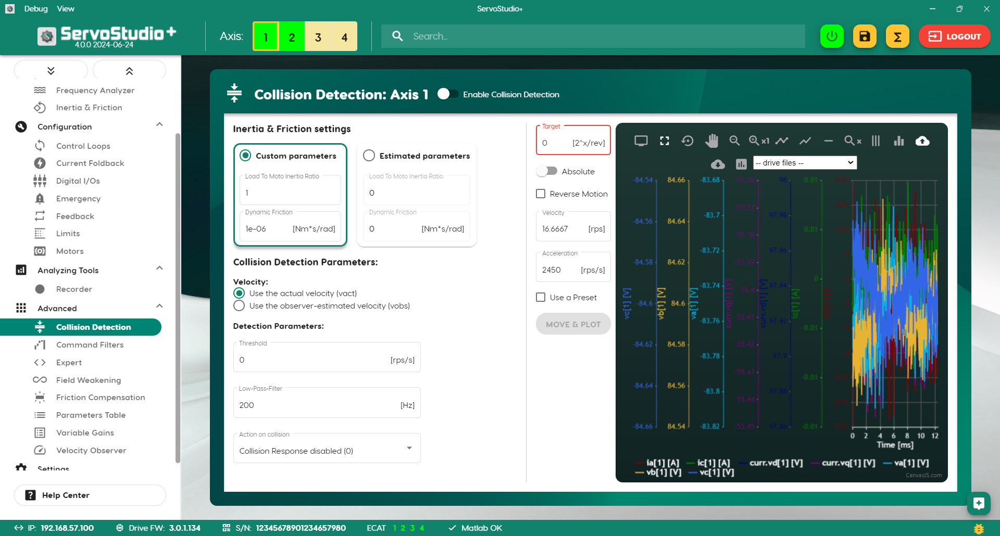 Debug View
ServoStudio+
ServoStudio+
4.0.0 2024-06-24
Axis: 1 2 3 4
Search...
LOGOUT
Frequency Analyzer
Inertia & Friction
Configuration
Control Loops
Current Foldback
Digital I/Os
Emergency
Feedback
Limits
Motors
Analyzing Tools
Recorder
Advanced
Collision Detection
Command Filters
Expert
Field Weakening
Friction Compensation
Parameters Table
Variable Gains
Velocity Observer
Settings
Help Center
Collision Detection: Axis 1
Enable Collision Detection
Inertia & Friction settings
Custom parameters
Load To Moto Inertia Ratio
1
Dynamic Friction
1e-06 [Nm*s/rad]
Estimated parameters
Load To Moto Inertia Ratio
0
Dynamic Friction
0 [Nm*s/rad]
Collision Detection Parameters:
Velocity:
Use the actual velocity (vact)
Use the observer-estimated velocity (vobs)
Detection Parameters:
Threshold
0 [rps/s]
Low-Pass-Filter
200 [Hz]
Action on collision
Collision Response disabled (0)
Target
0 [2^x/rev]
Absolute
Reverse Motion
Velocity
16.6667 [rps]
Acceleration
2450 [rps/s]
Use a Preset
MOVE & PLOT
x1
x
-- drive files --
-84.54 84.66 -83.68 -55.36 98 0.01 0.01
-55.37
-83.7 97.98
-84.56 84.64 0.01
-55.38
-83.72 97.96
-84.58 84.62 -55.39
0
-83.74 97.94
-55.4
vc[1] [V] vb[1] [V] va[1] [V] curr.vq[1] [V] curr.vd[1] [V] ic[1] [A] ia[1] [A]
-84.6 84.6
-55.41
-83.76 97.92
-0.01
-84.62 84.58 -55.42
-83.78 97.9
-55.43
-0.01
-84.64 84.56 -83.8 97.88
-55.44
-84.66 84.54 -83.82 -55.45 97.86 -0.01
0 2 4 6 8 10 12
Time [ms]
ia[1] [A] ic[1] [A] curr.vd[1] [V] curr.vq[1] [V] va[1] [V]
vb[1] [V] vc[1] [V]
CanvasJS.com
IP: 192.168.57.100 Drive FW: 3.0.1.134 S/N: 12345678901234657980 ECAT 1 2 3 4 Matlab OK